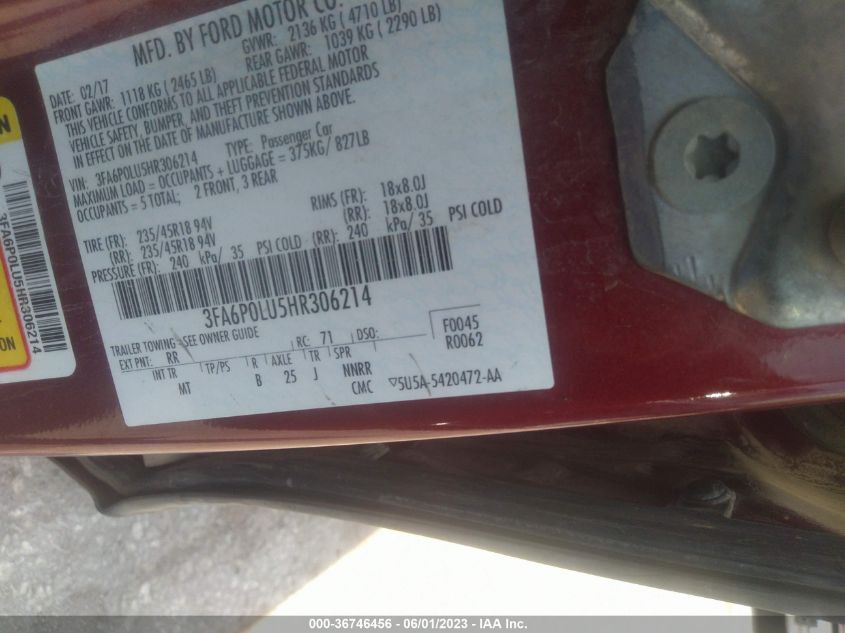 MFD. BY FORD MOTOR CO.
DATE: 02/17 GVWR: 2136 KG ( 4710 LB)
FRONT GAWR: 1118 KG ( 2465 LB) REAR GAWR: 1039 KG ( 2290 LB)
THIS VEHICLE CONFORMS TO ALL APPLICABLE FEDERAL MOTOR
VEHICLE SAFETY, BUMPER, AND THEFT PREVENTION STANDARDS
IN EFFECT ON THE DATE OF MANUFACTURE SHOWN ABOVE.
VIN: 3FA6P0LU5HR306214 TYPE: Passenger Car
MAXIMUM LOAD = OCCUPANTS + LUGGAGE = 375KG/ 827LB
OCCUPANTS = 5 TOTAL; 2 FRONT, 3 REAR
TIRE (FR): 235/45R18 94V RIMS (FR): 18x8.0J
(RR): 235/45R18 94V (RR): 18x8.0J
PRESSURE (FR): 240 kPa/ 35 PSI COLD (RR): 240 kPa/ 35 PSI COLD
3FA6P0LU5HR306214
TRAILER TOWING - SEE OWNER GUIDE
EXT PNT: RR RC: 71 DSO: F0045
R0062
INT TR TP/PS R AXLE TR SPR
MT B 25 J NNRR
CMC ▽5U5A-5420472-AA
3FA6P0LU5HR306214
ION
000-36746456 - 06/01/2023 - IAA Inc.